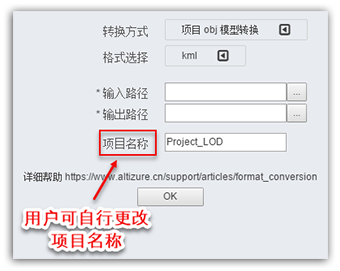 转换方式 项目 obj 模型转换
格式选择 kml
*输入路径 ...
*输出路径 ...
项目名称 Project_LOD
详细帮助 https://www.altizure.cn/support/articles/format_conversion
OK
用户可自行更改
项目名称